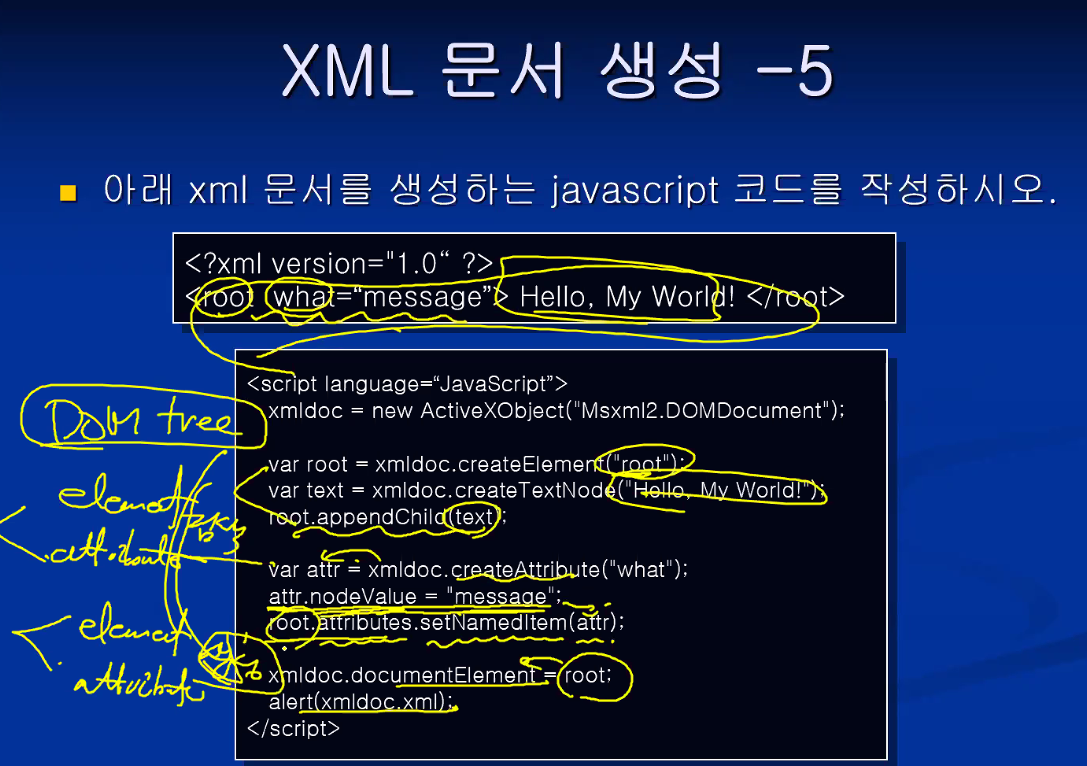 XML 문서 생성 -5
아래 xml 문서를 생성하는 javascript 코드를 작성하시오.
<?xml version="1.0“ ?>
<root what=“message”> Hello, My World! </root>
<script language=“JavaScript”>
xmldoc = new ActiveXObject("Msxml2.DOMDocument");
var root = xmldoc.createElement("root");
var text = xmldoc.createTextNode("Hello, My World!");
root.appendChild(text);
var attr = xmldoc.createAttribute("what");
attr.nodeValue = "message";
root.attributes.setNamedItem(attr);
xmldoc.documentElement = root;
alert(xmldoc.xml);
</script>
DOM tree
element
attribute
element
attribute